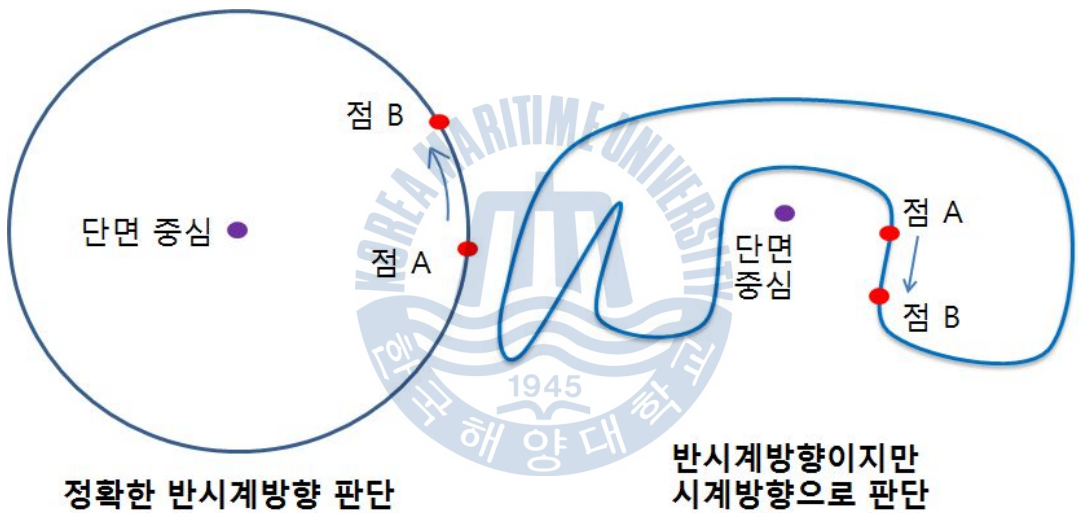 점 B
단면 중심
점 A
정확한 반시계방향 판단
점 A
단면
중심
점 B
반시계방향이지만
시계방향으로 판단
KOREA MARITIME UNIVERSITY
1945
한국해양대학교